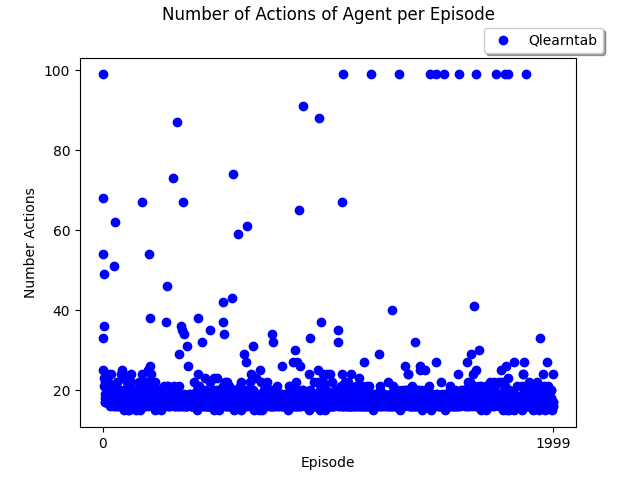 Number of Actions of Agent per Episode
Qlearntab
100
80
60
40
20
Number Actions
0
1999
Episode